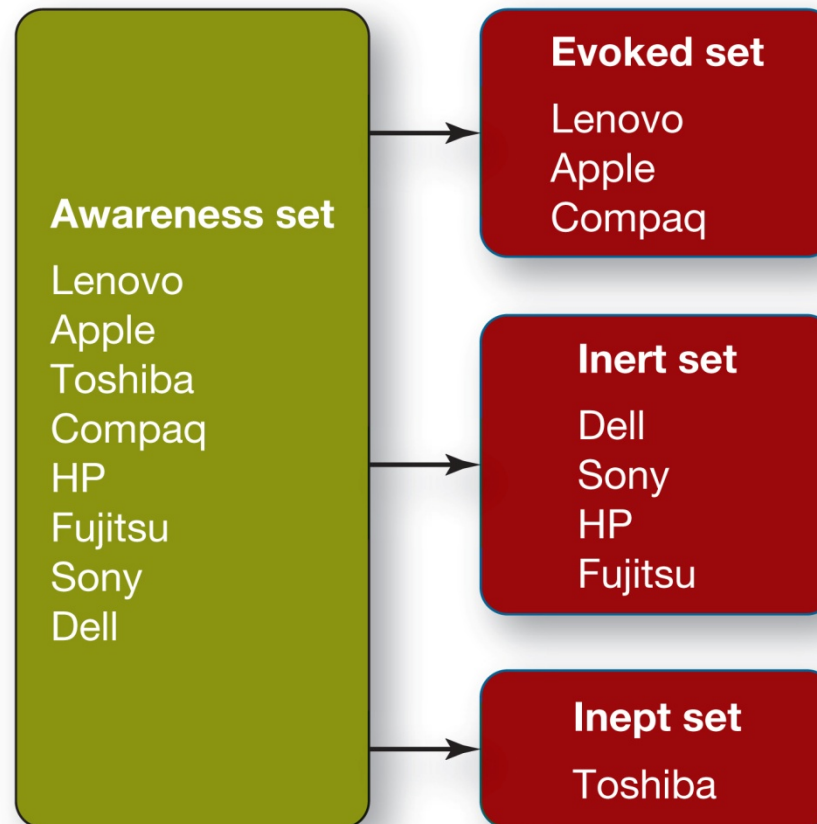 Awareness set
Lenovo
Apple
Toshiba
Compaq
HP
Fujitsu
Sony
Dell
Evoked set
Lenovo
Apple
Compaq
Inert set
Dell
Sony
HP
Fujitsu
Inept set
Toshiba